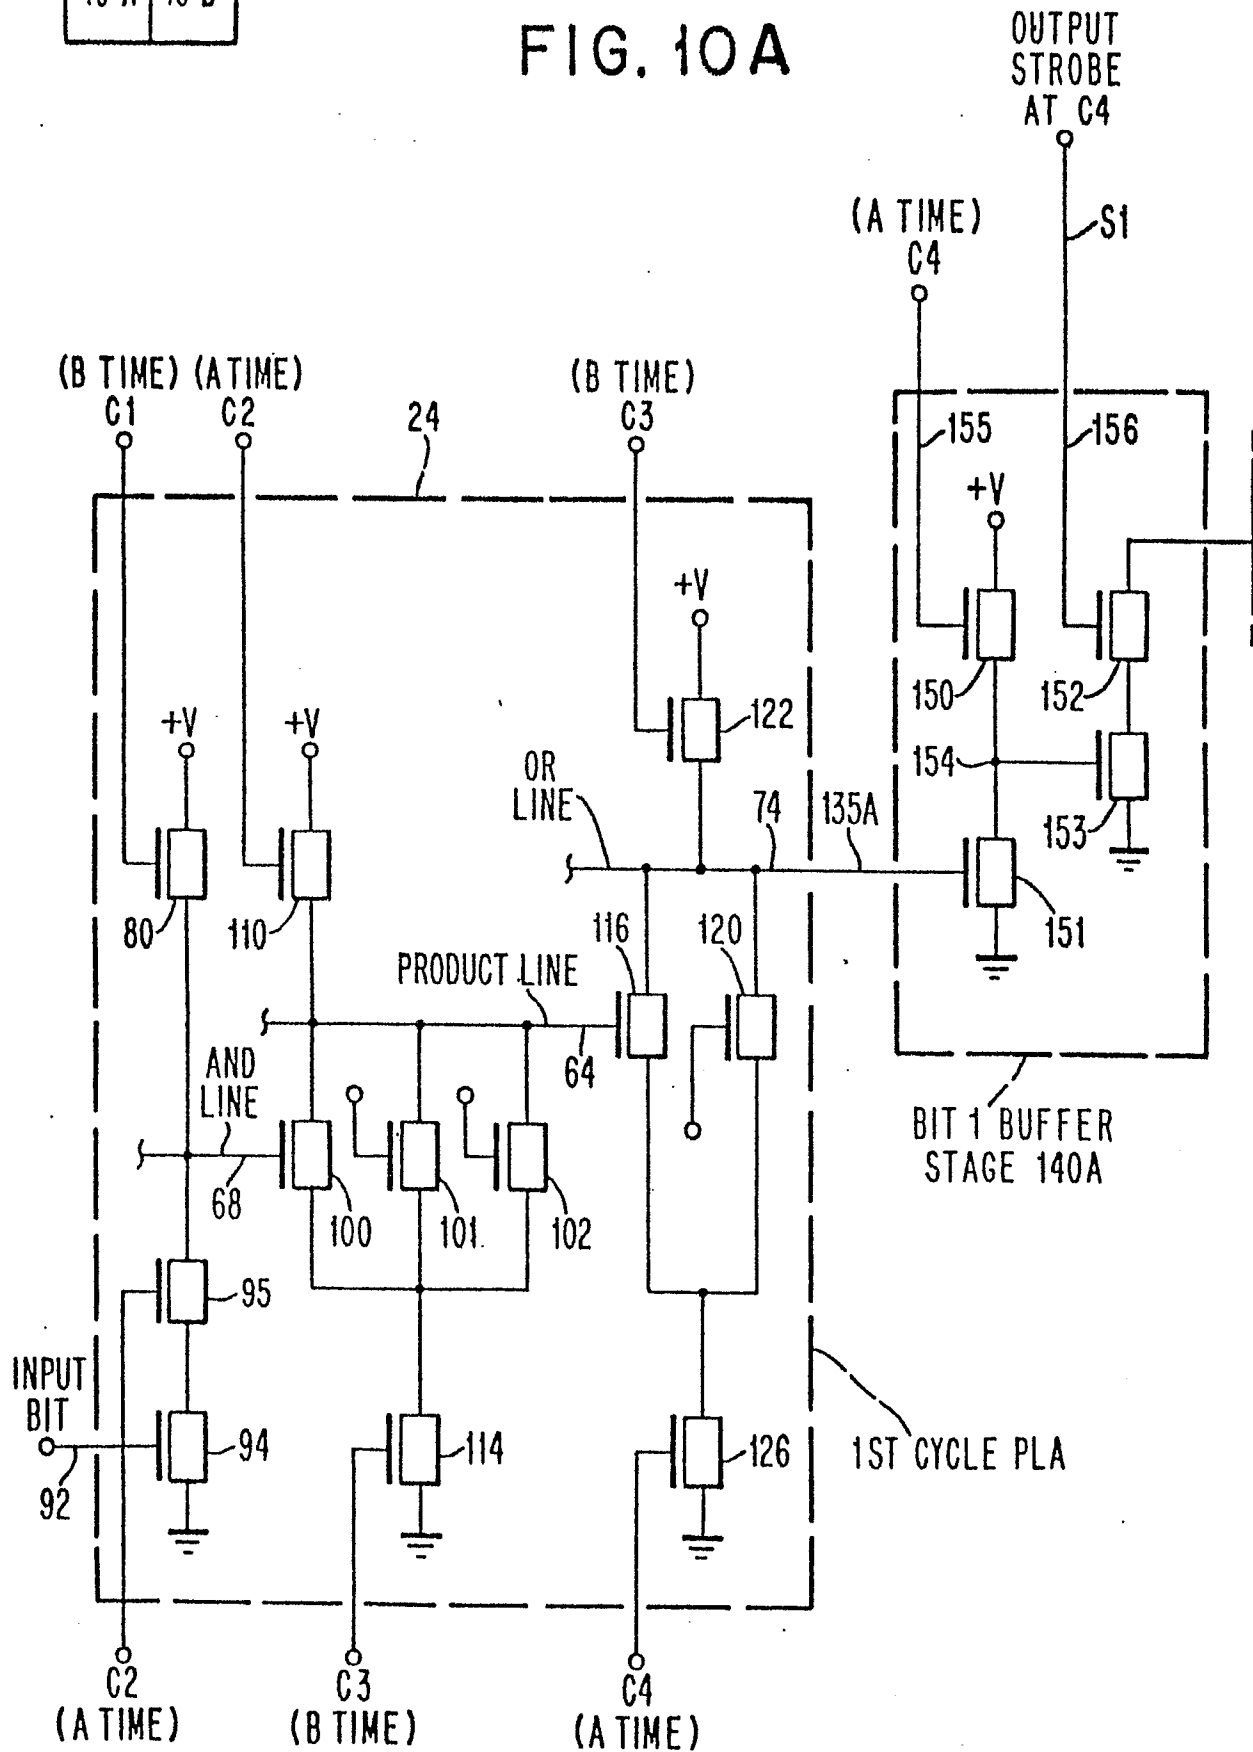 FIG. 10A
OUTPUT
STROBE
AT C4
S1
(A TIME)
C4
(B TIME) (A TIME)
C1 C2
24
(B TIME)
C3
155
156
+V
+V
150
152
122
+V
+V
154
153
OR
LINE
74
135A
151
80
110
116
120
PRODUCT LINE
64
AND
LINE
68
100
101
102
BIT 1 BUFFER
STAGE 140A
95
INPUT
BIT
92
94
114
126
1ST CYCLE PLA
C2
(A TIME)
C3
(B TIME)
C4
(A TIME)